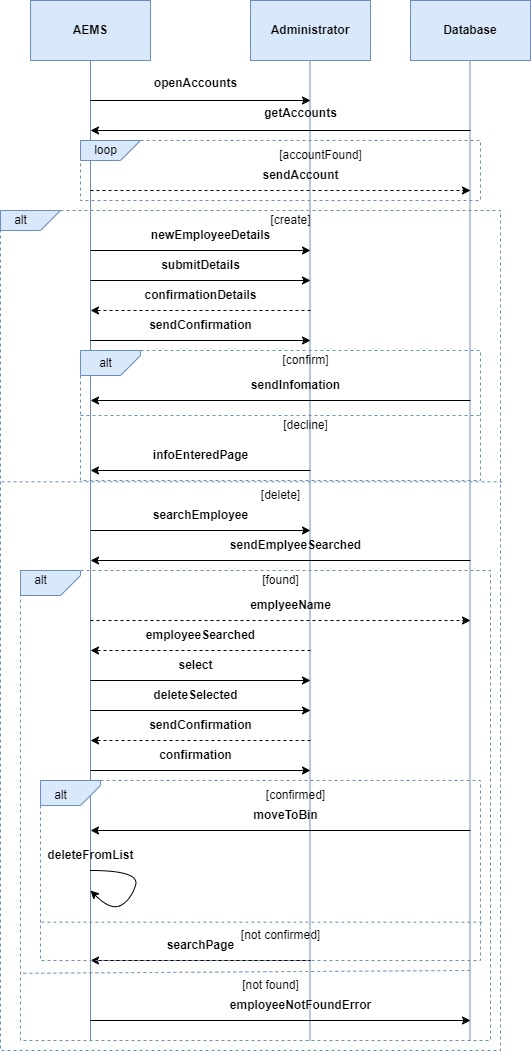 AEMS
Administrator
Database
openAccounts
getAccounts
loop
[accountFound]
sendAccount
alt
[create]
newEmployeeDetails
submitDetails
confirmationDetails
sendConfirmation
alt
[confirm]
sendInfomation
[decline]
infoEnteredPage
[delete]
searchEmployee
sendEmplyeeSearched
alt
[found]
emplyeeName
employeeSearched
select
deleteSelected
sendConfirmation
confirmation
alt
[confirmed]
moveToBin
deleteFromList
[not confirmed]
searchPage
[not found]
employeeNotFoundError